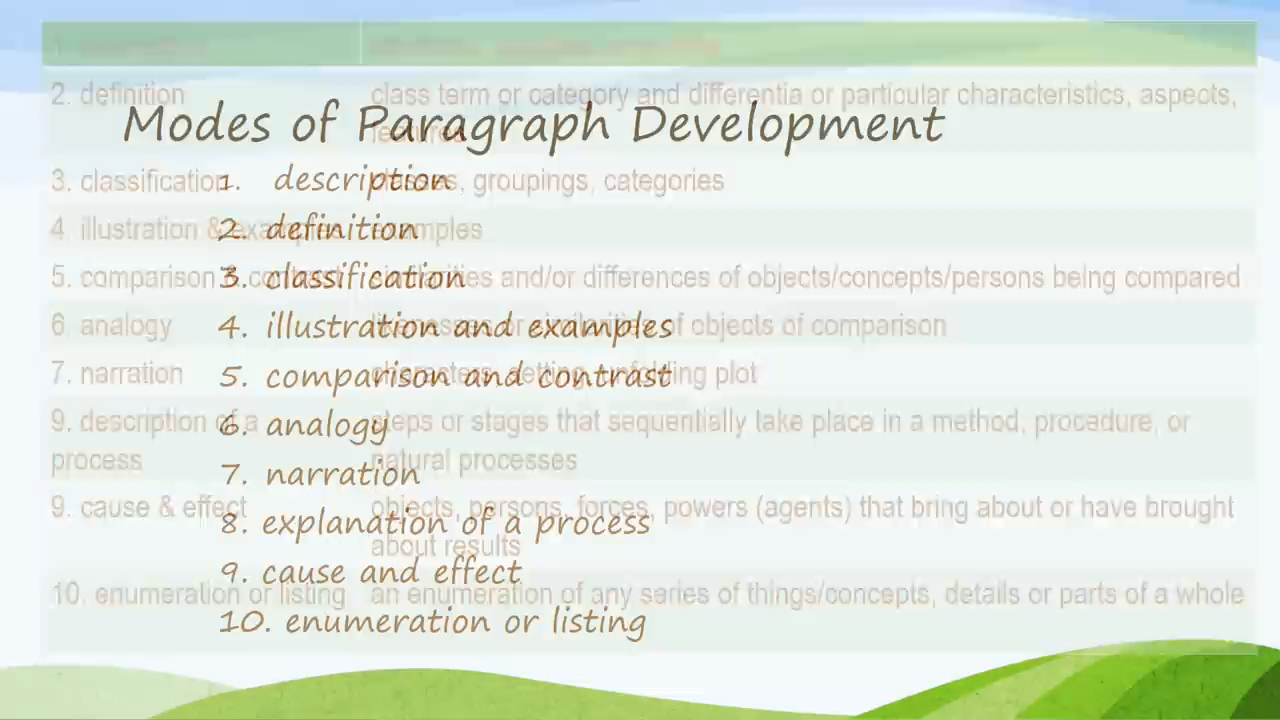 Modes of Paragraph Development
1. description
2. definition
3. classification
4. illustration and examples
5. comparison and contrast
6. analogy
7. narration
8. explanation of a process
9. cause and effect
10. enumeration or listing
2. definition class term or category and differentia or particular characteristics, aspects,
features
3. classification classes, groupings, categories
4. illustration & examples examples
5. comparison & contrast similarities and/or differences of objects/concepts/persons being compared
6. analogy likenesses or similarities of objects of comparison
7. narration characters, setting, unfolding plot
9. description of a steps or stages that sequentially take place in a method, procedure, or
process natural processes
9. cause & effect objects, persons, forces, powers (agents) that bring about or have brought
about results
10. enumeration or listing an enumeration of any series of things/concepts, details or parts of a whole